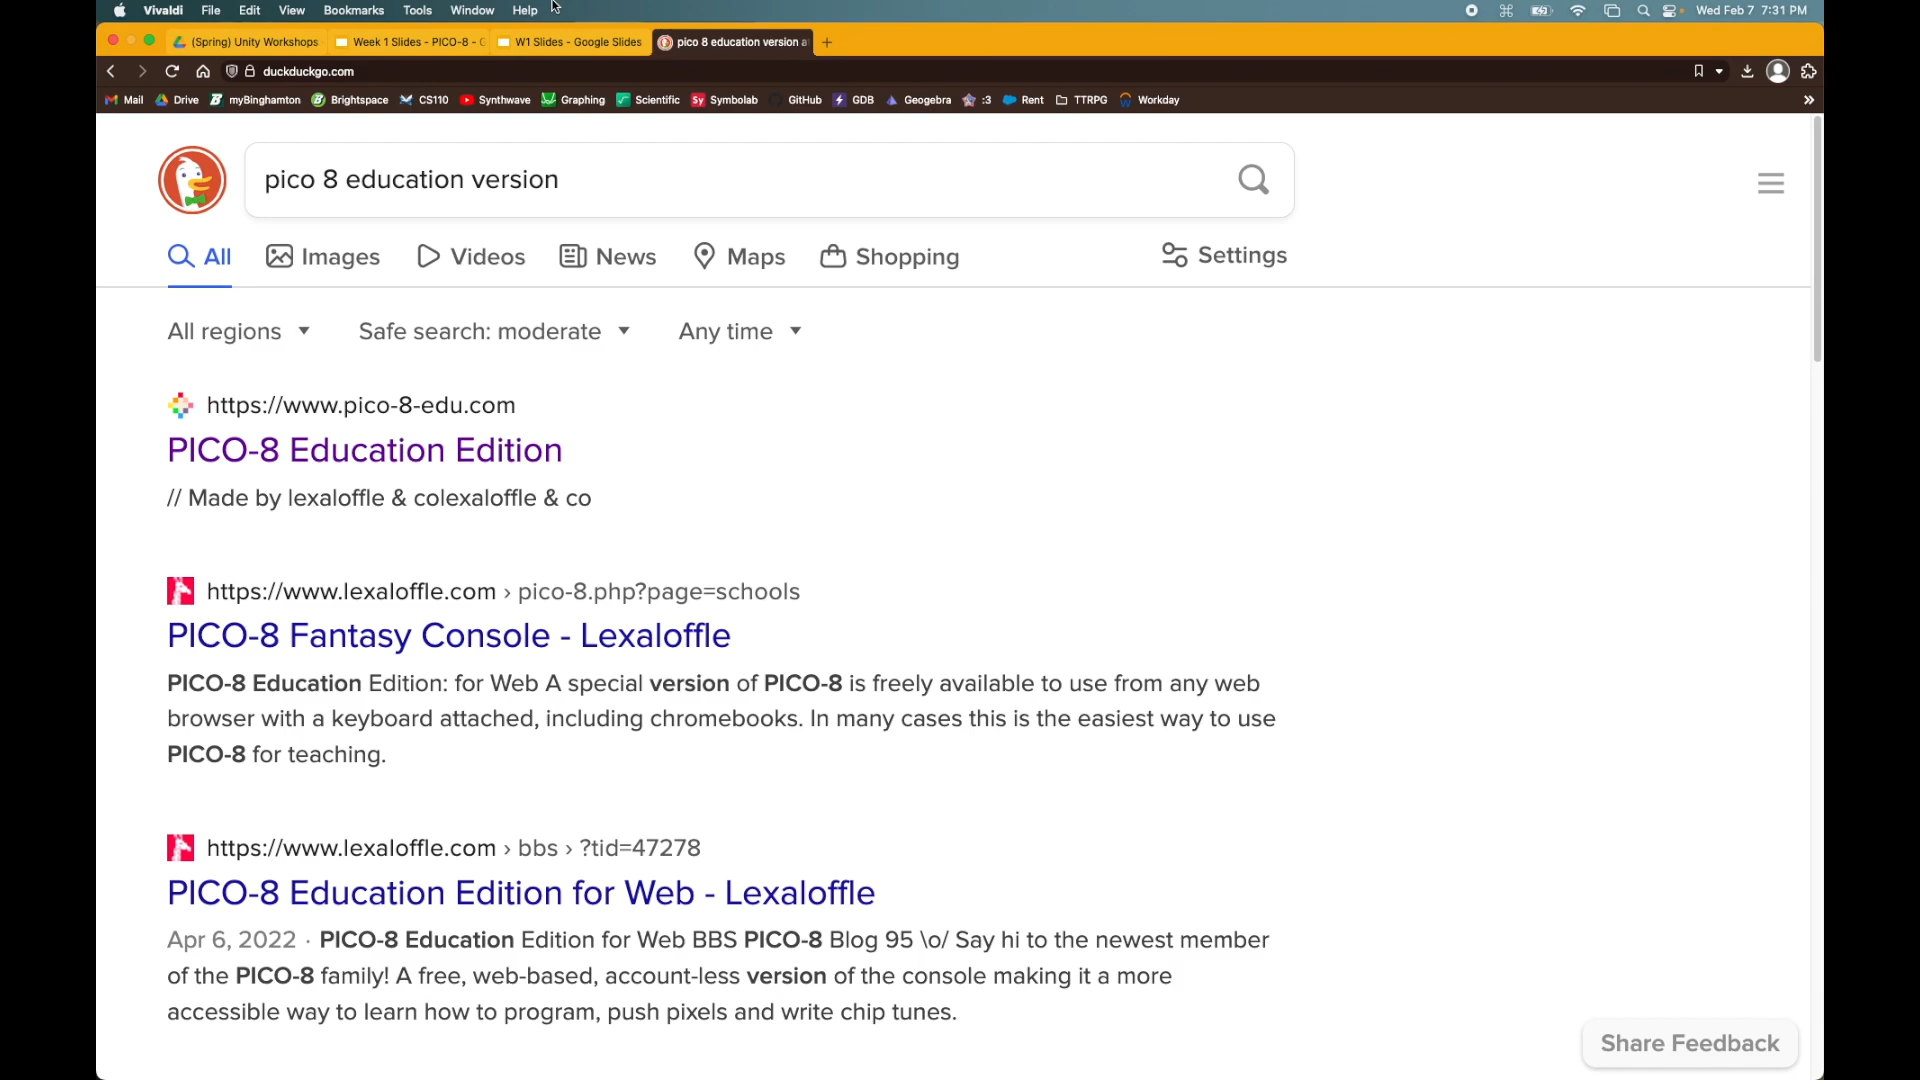 Vivaldi File Edit View Bookmarks Tools Window Help Wed Feb 7 7:31 PM
(Spring) Unity Workshops Week 1 Slides - PICO-8 - G W1 Slides - Google Slides pico 8 education version a
duckduckgo.com
Mail Drive myBinghamton Brightspace CS110 Synthwave Graphing Scientific Symbolab GitHub GDB Geogebra :3 Rent TTRPG Workday
pico 8 education version
All Images Videos News Maps Shopping Settings
All regions Safe search: moderate Any time
https://www.pico-8-edu.com
PICO-8 Education Edition
// Made by lexaloffle & colexaloffle & co
https://www.lexaloffle.com › pico-8.php?page=schools
PICO-8 Fantasy Console - Lexaloffle
PICO-8 Education Edition: for Web A special version of PICO-8 is freely available to use from any web
browser with a keyboard attached, including chromebooks. In many cases this is the easiest way to use
PICO-8 for teaching.
https://www.lexaloffle.com › bbs › ?tid=47278
PICO-8 Education Edition for Web - Lexaloffle
Apr 6, 2022 · PICO-8 Education Edition for Web BBS PICO-8 Blog 95 \o/ Say hi to the newest member
of the PICO-8 family! A free, web-based, account-less version of the console making it a more
accessible way to learn how to program, push pixels and write chip tunes.
Share Feedback